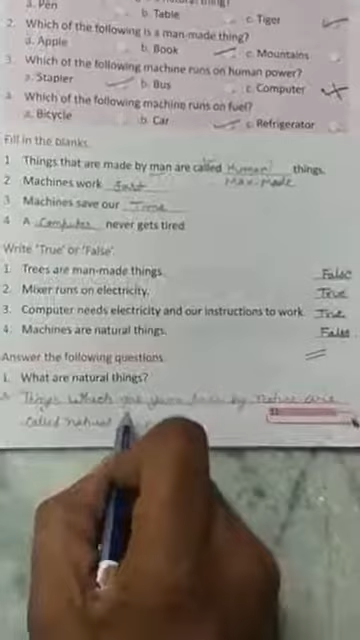 a. Pen b. Table c. Tiger
2. Which of the following is a man-made thing?
a. Apple b. Book c. Mountains
3. Which of the following machine runs on human power?
a. Stapler b. Bus c. Computer
4. Which of the following machine runs on fuel?
a. Bicycle b. Car c. Refrigerator
Fill in the blanks.
1 Things that are made by man are called Human things.
Man-Made
2 Machines work Fast
3 Machines save our Time
4 A Computer never gets tired
Write 'True' or 'False'.
1. Trees are man-made things. False
2. Mixer runs on electricity. True
3. Computer needs electricity and our instructions to work. True
4. Machines are natural things. False
Answer the following questions.
1. What are natural things?
Things which are given by nature are
called natural